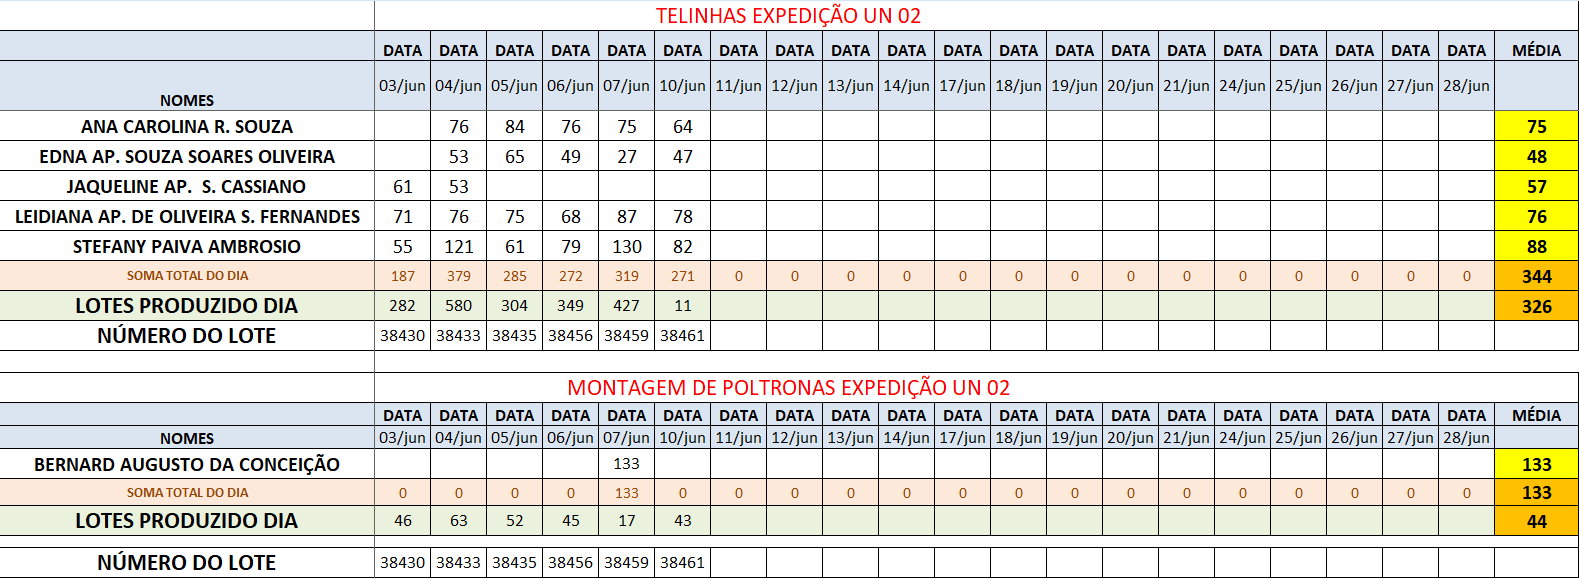 TELINHAS EXPEDIÇÃO UN 02
DATA DATA DATA DATA DATA DATA DATA DATA DATA DATA DATA DATA DATA DATA DATA DATA DATA DATA DATA DATA MÉDIA
NOMES 03/jun 04/jun 05/jun 06/jun 07/jun 10/jun 11/jun 12/jun 13/jun 14/jun 17/jun 18/jun 19/jun 20/jun 21/jun 24/jun 25/jun 26/jun 27/jun 28/jun
ANA CAROLINA R. SOUZA 76 84 76 75 64 75
EDNA AP. SOUZA SOARES OLIVEIRA 53 65 49 27 47 48
JAQUELINE AP. S. CASSIANO 61 53 57
LEIDIANA AP. DE OLIVEIRA S. FERNANDES 71 76 75 68 87 78 76
STEFANY PAIVA AMBROSIO 55 121 61 79 130 82 88
SOMA TOTAL DO DIA 187 379 285 272 319 271 0 0 0 0 0 0 0 0 0 0 0 0 0 0 344
LOTES PRODUZIDO DIA 282 580 304 349 427 11 326
NÚMERO DO LOTE 38430 38433 38435 38456 38459 38461
MONTAGEM DE POLTRONAS EXPEDIÇÃO UN 02
DATA DATA DATA DATA DATA DATA DATA DATA DATA DATA DATA DATA DATA DATA DATA DATA DATA DATA DATA DATA MÉDIA
NOMES 03/jun 04/jun 05/jun 06/jun 07/jun 10/jun 11/jun 12/jun 13/jun 14/jun 17/jun 18/jun 19/jun 20/jun 21/jun 24/jun 25/jun 26/jun 27/jun 28/jun
BERNARD AUGUSTO DA CONCEIÇÃO 133 133
SOMA TOTAL DO DIA 0 0 0 0 133 0 0 0 0 0 0 0 0 0 0 0 0 0 0 0 133
LOTES PRODUZIDO DIA 46 63 52 45 17 43 44
NÚMERO DO LOTE 38430 38433 38435 38456 38459 38461